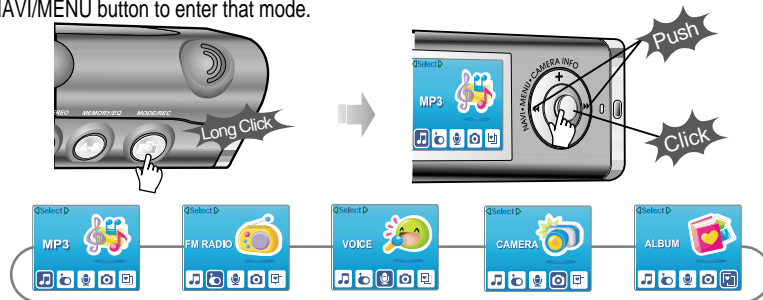 NAVI/MENU button to enter that mode.
EREO MEMORY/EQ MODE/REC
Long Click
◁Select▷
MP3
NAVI • MENU • CAMERA INFO
Push
Click
◁Select▷
MP3
◁Select▷
FM RADIO
◁Select▷
VOICE
◁Select▷
CAMERA
◁Select▷
ALBUM